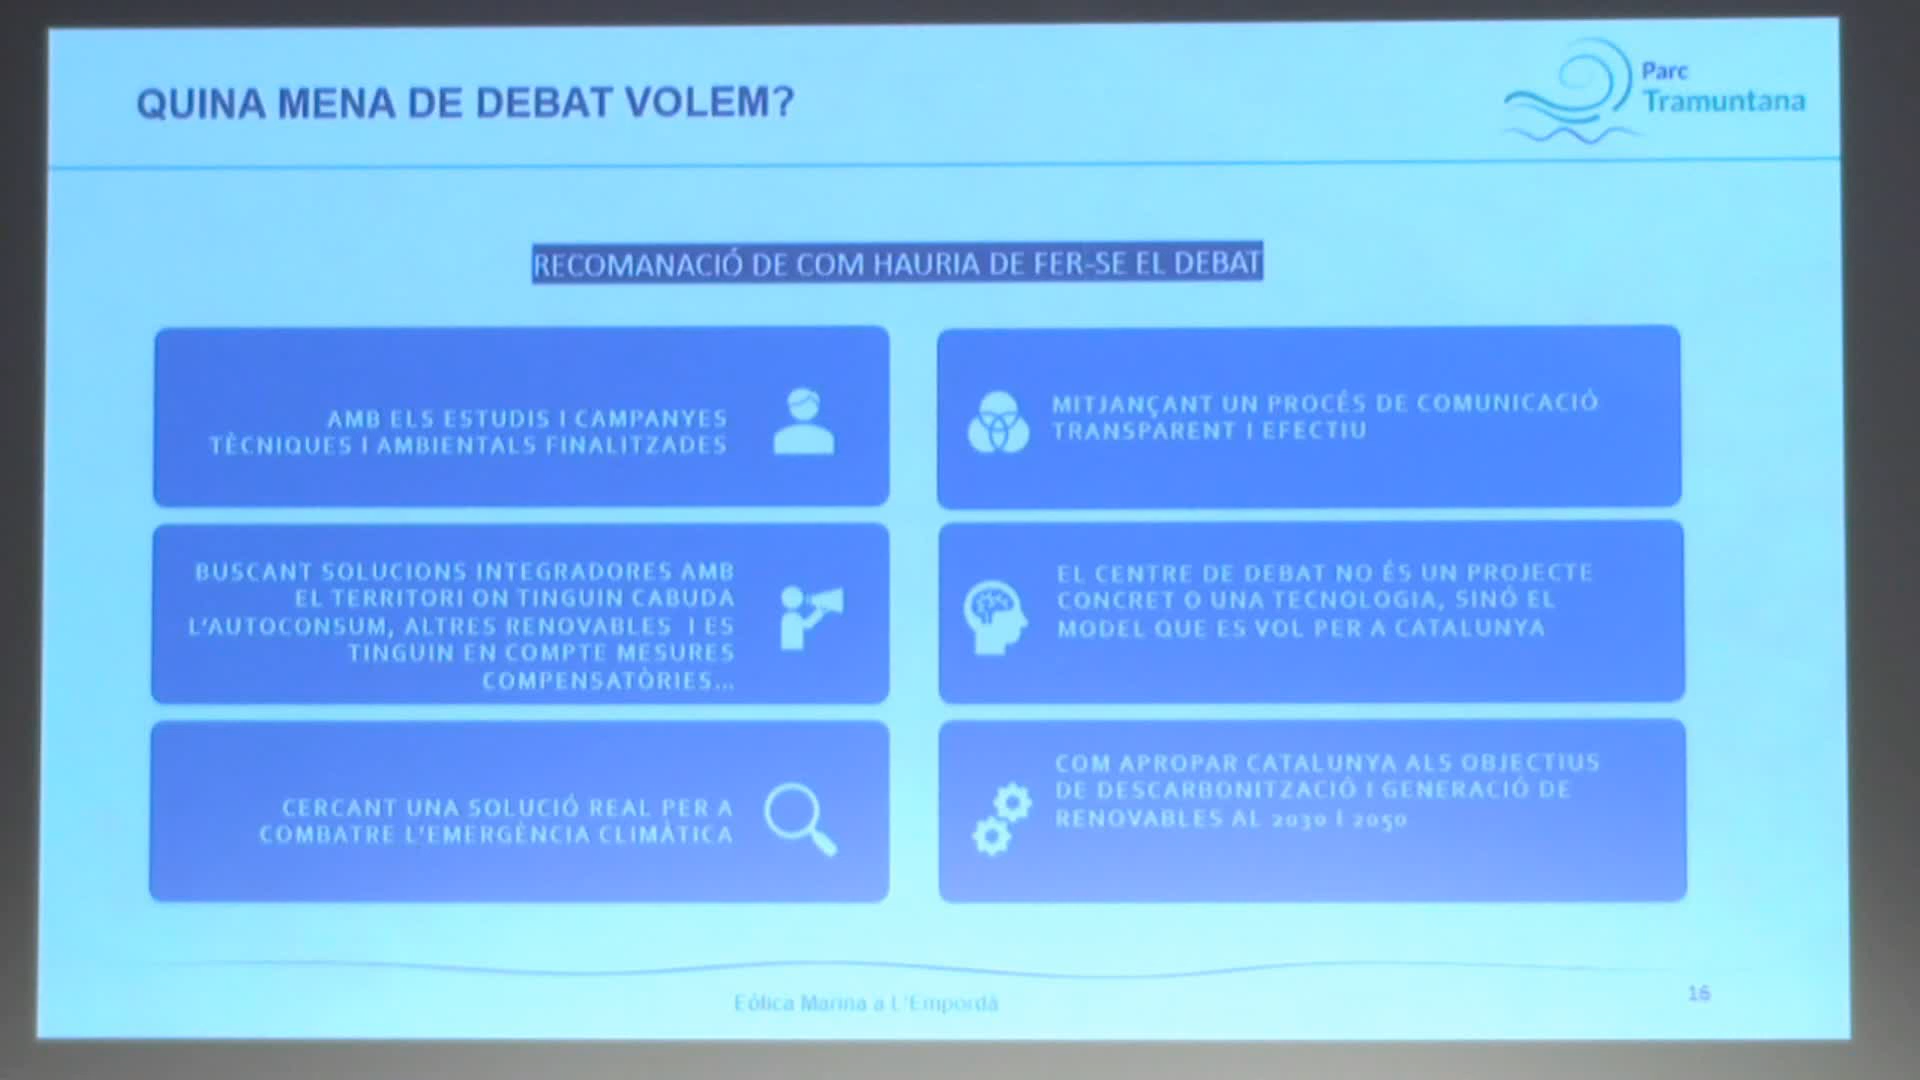 QUINA MENA DE DEBAT VOLEM?
Parc
Tramuntana
RECOMANACIÓ DE COM HAURIA DE FER-SE EL DEBAT
AMB ELS ESTUDIS I CAMPANYES
TÈCNIQUES I AMBIENTALS FINALITZADES
MITJANÇANT UN PROCÉS DE COMUNICACIÓ
TRANSPARENT I EFECTIU
BUSCANT SOLUCIONS INTEGRADORES AMB
EL TERRITORI ON TINGUIN CABUDA
L'AUTOCONSUM, ALTRES RENOVABLES I ES
TINGUIN EN COMPTE MESURES
COMPENSATÒRIES...
EL CENTRE DE DEBAT NO ÉS UN PROJECTE
CONCRET O UNA TECNOLOGIA, SINÓ EL
MODEL QUE ES VOL PER A CATALUNYA
CERCANT UNA SOLUCIÓ REAL PER A
COMBATRE L'EMERGÈNCIA CLIMÀTICA
COM APROPAR CATALUNYA ALS OBJECTIUS
DE DESCARBONITZACIÓ I GENERACIÓ DE
RENOVABLES AL 2030 I 2050
Eòlica Marina a L'Empordà
16